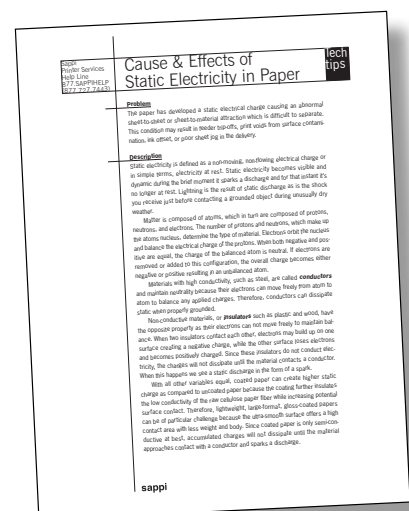 sappi
Printer Services
Help Line
877.SAPPIHELP
(877 727 7443)
Cause & Effects of
Static Electricity in Paper
Tech
tips
Problem
The paper has developed a static electrical charge causing an abnormal
sheet-to-sheet or sheet-to-material attraction which is difficult to separate.
This condition may result in feeder trip-offs, print voids from surface contami-
nation, ink offset, or poor sheet jog in the delivery.
Description
Static electricity is defined as a non-moving, non-flowing electrical charge or
in simple terms, electricity at rest. Static electricity becomes visible and
dynamic during the brief moment it sparks a discharge and for that instant it's
no longer at rest. Lightning is the result of static discharge as is the shock
you receive just before contacting a grounded object during unusually dry
weather.
Matter is composed of atoms, which in turn are composed of protons,
neutrons, and electrons. The number of protons and neutrons, which make up
the atoms nucleus, determine the type of material. Electrons orbit the nucleus
and balance the electrical charge of the protons. When both negative and pos-
itive are equal, the charge of the balanced atom is neutral. If electrons are
removed or added to this configuration, the overall charge becomes either
negative or positive resulting in an unbalanced atom.
Materials with high conductivity, such as steel, are called conductors
and maintain neutrality because their electrons can move freely from atom to
atom to balance any applied charges. Therefore, conductors can dissipate
static when properly grounded.
Non-conductive materials, or insulators such as plastic and wood, have
the opposite property as their electrons can not move freely to maintain bal-
ance. When two insulators contact each other, electrons may build up on one
surface creating a negative charge, while the other surface loses electrons
and becomes positively charged. Since these insulators do not conduct elec-
tricity, the charges will not dissipate until the material contacts a conductor.
When this happens we see a static discharge in the form of a spark.
With all other variables equal, coated paper can create higher static
charge as compared to uncoated paper because the coating further insulates
the low conductivity of the raw cellulose paper fiber while increasing potential
surface contact. Therefore, lightweight, large-format, gloss-coated papers
can be of particular challenge because the ultra-smooth surface offers a high
contact area with less weight and body. Since coated paper is only semi-con-
ductive at best, accumulated charges will not dissipate until the material
approaches contact with a conductor and sparks a discharge.
sappi